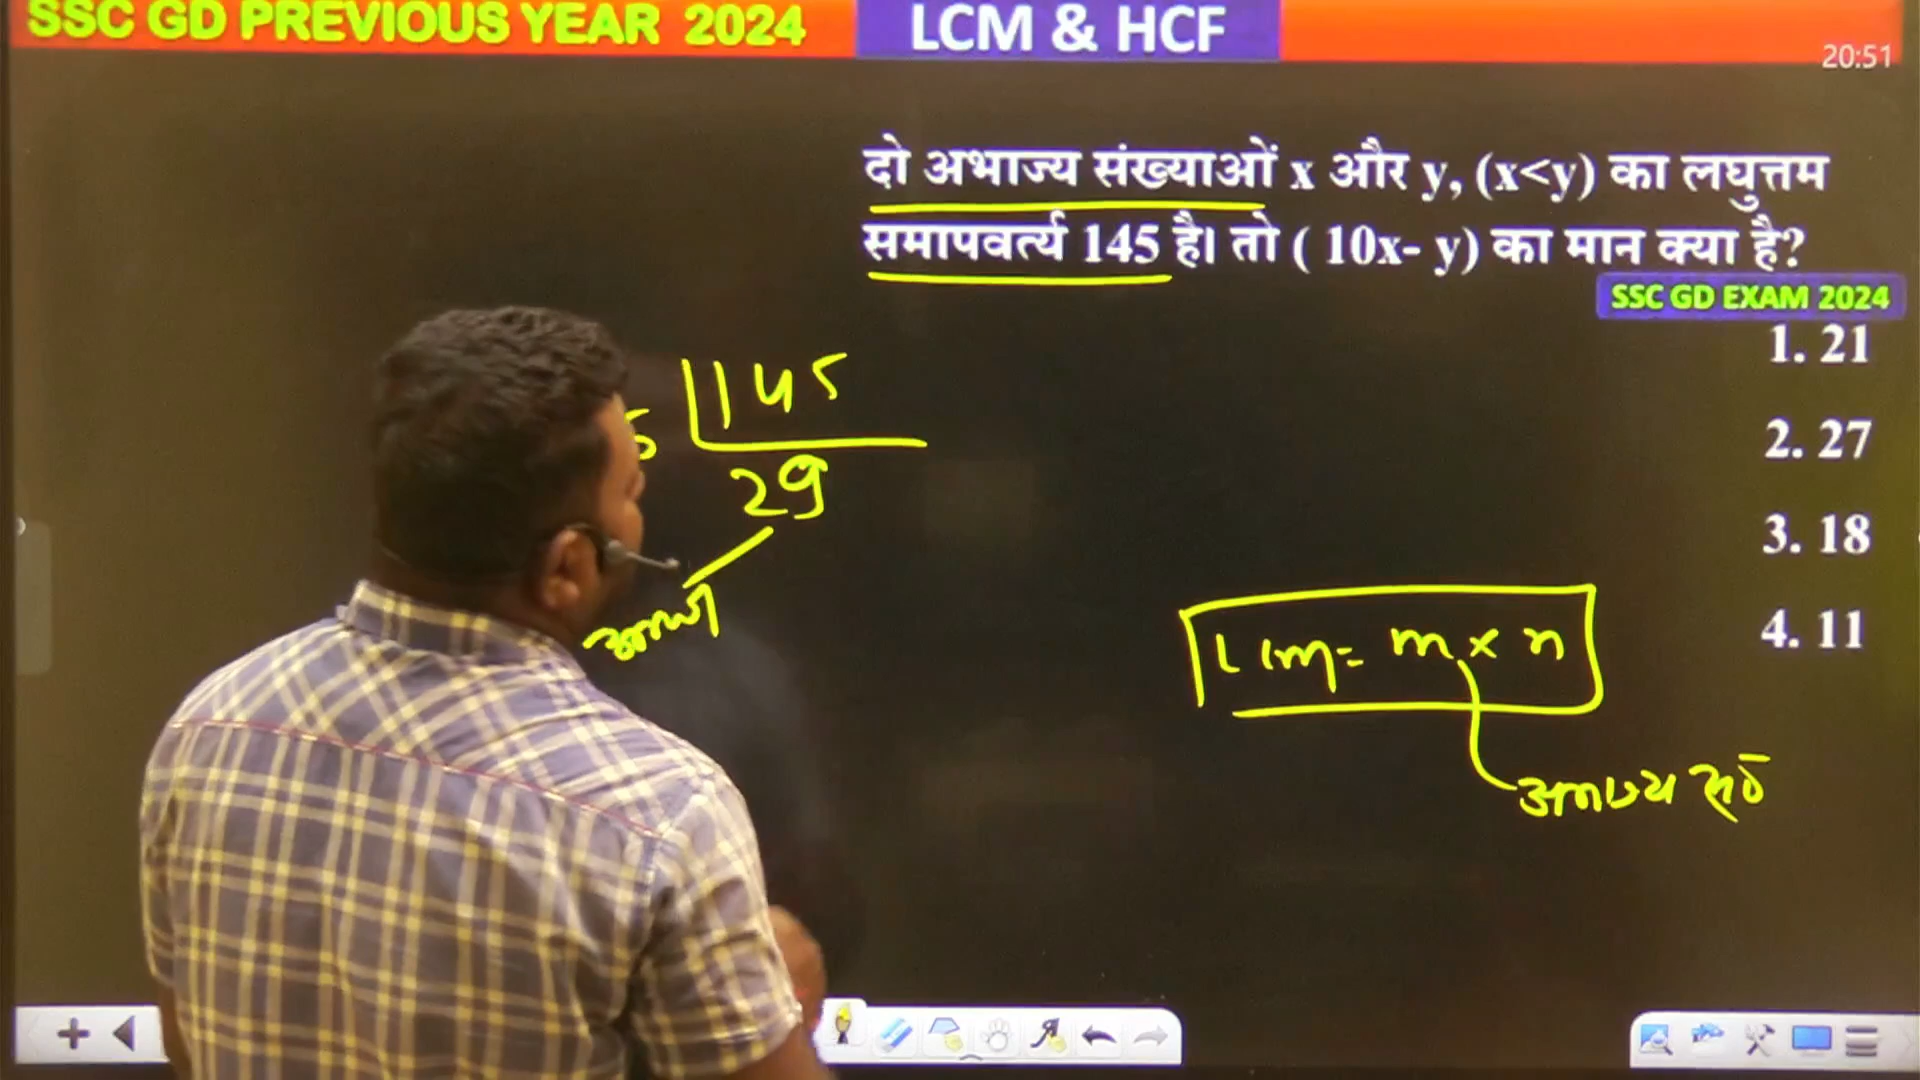 SSC GD PREVIOUS YEAR 2024
LCM & HCF
20:51
दो अभाज्य संख्याओं x और y, (x<y) का लघुत्तम
समापवर्त्य 145 है। तो ( 10x- y) का मान क्या है?
SSC GD EXAM 2024
1. 21
2. 27
3. 18
4. 11
5 145
29
LCM = m x n